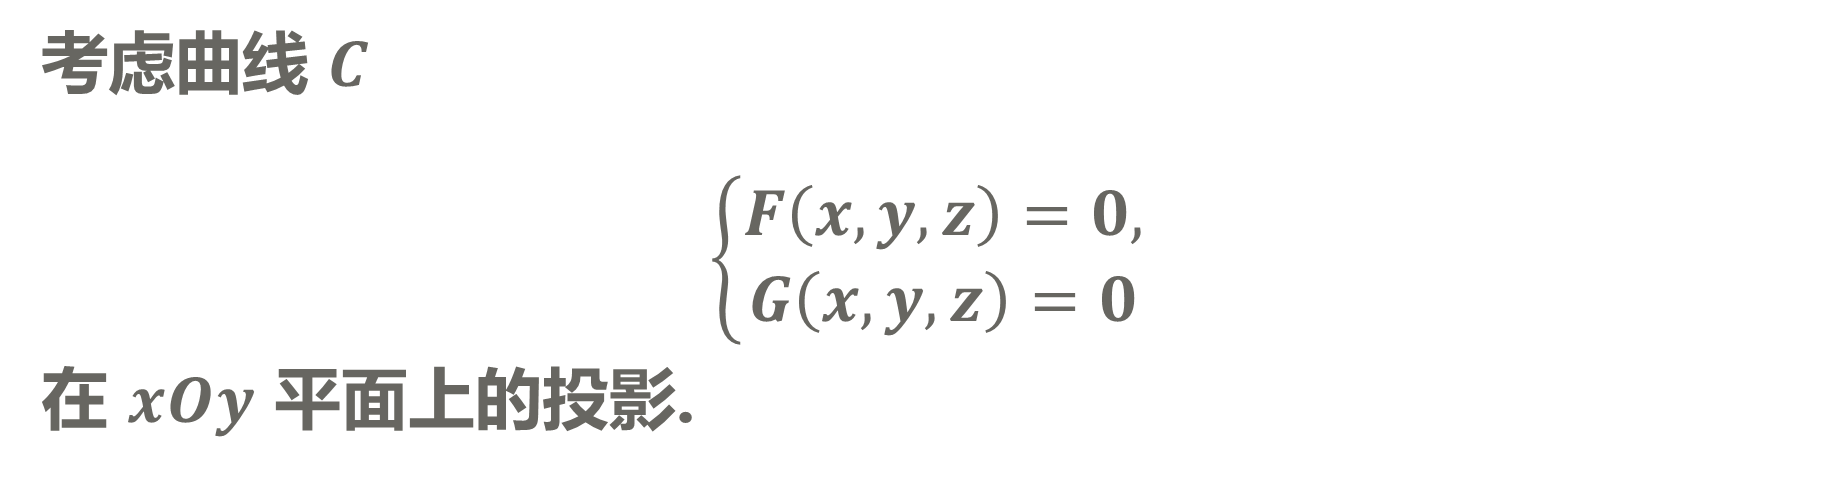 考虑曲线 C
F(x, y, z) = 0,
G(x, y, z) = 0
在 xOy 平面上的投影.